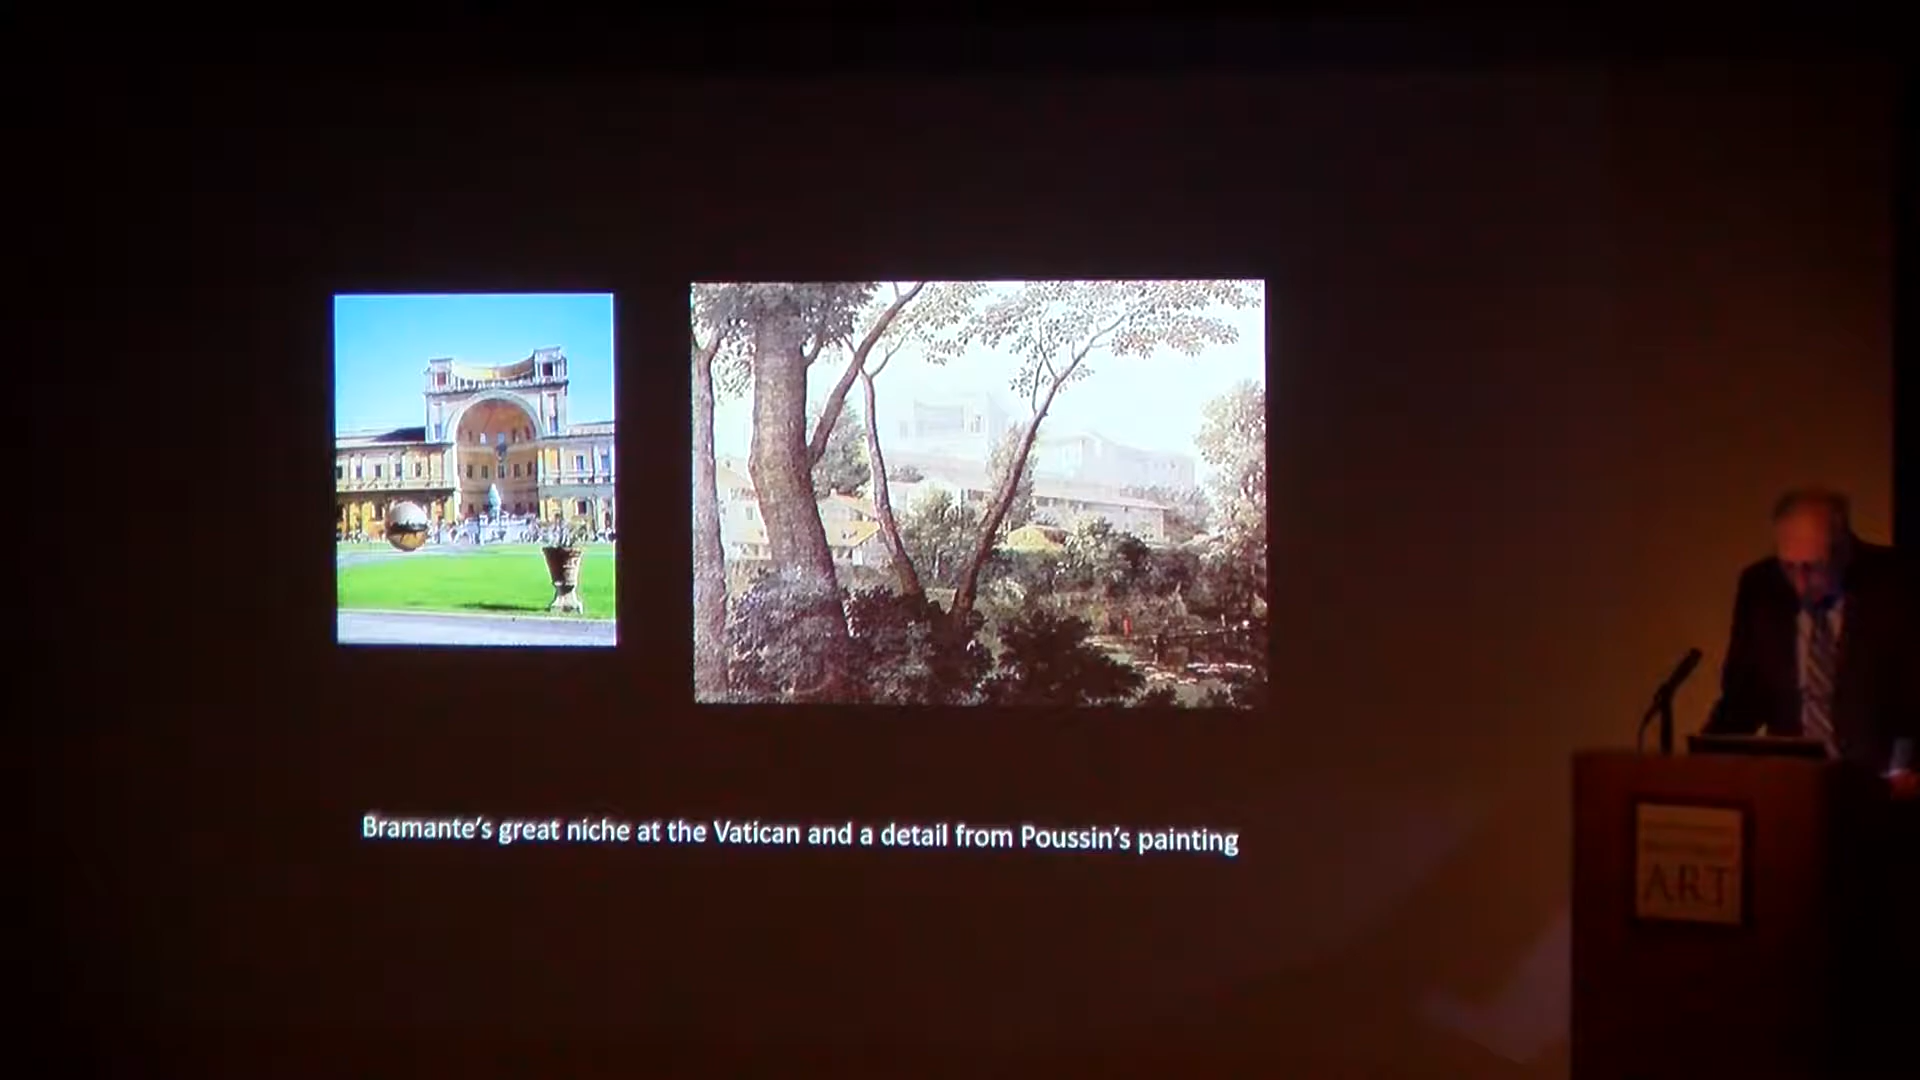 Bramante's great niche at the Vatican and a detail from Poussin's painting
ART